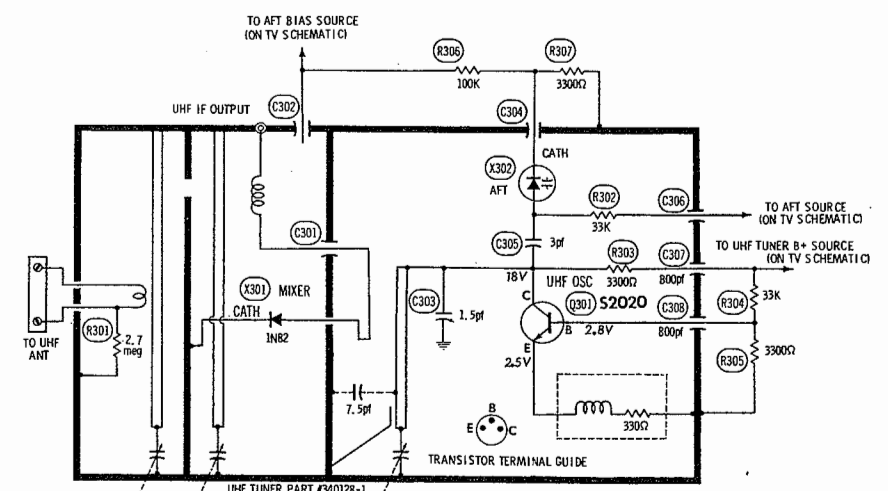 TO AFT BIAS SOURCE
(ON TV SCHEMATIC)
R306
100K
R307
3300Ω
UHF IF OUTPUT
C302
C304
CATH
X302
AFT
R302
33K
C306
TO AFT SOURCE
(ON TV SCHEMATIC)
C301
C305
3pf
R303
3300Ω
C307
800pf
TO UHF TUNER B+ SOURCE
(ON TV SCHEMATIC)
18V
UHF OSC
X301
MIXER
CATH
1N82
C303
1.5pf
C
Q301
S2020
B
2.8V
E
2.5V
C308
800pf
R304
33K
R305
3300Ω
TO UHF
ANT
R301
2.7
meg
7.5pf
330Ω
B
E
C
TRANSISTOR TERMINAL GUIDE
UHF TUNER PART #340128-1